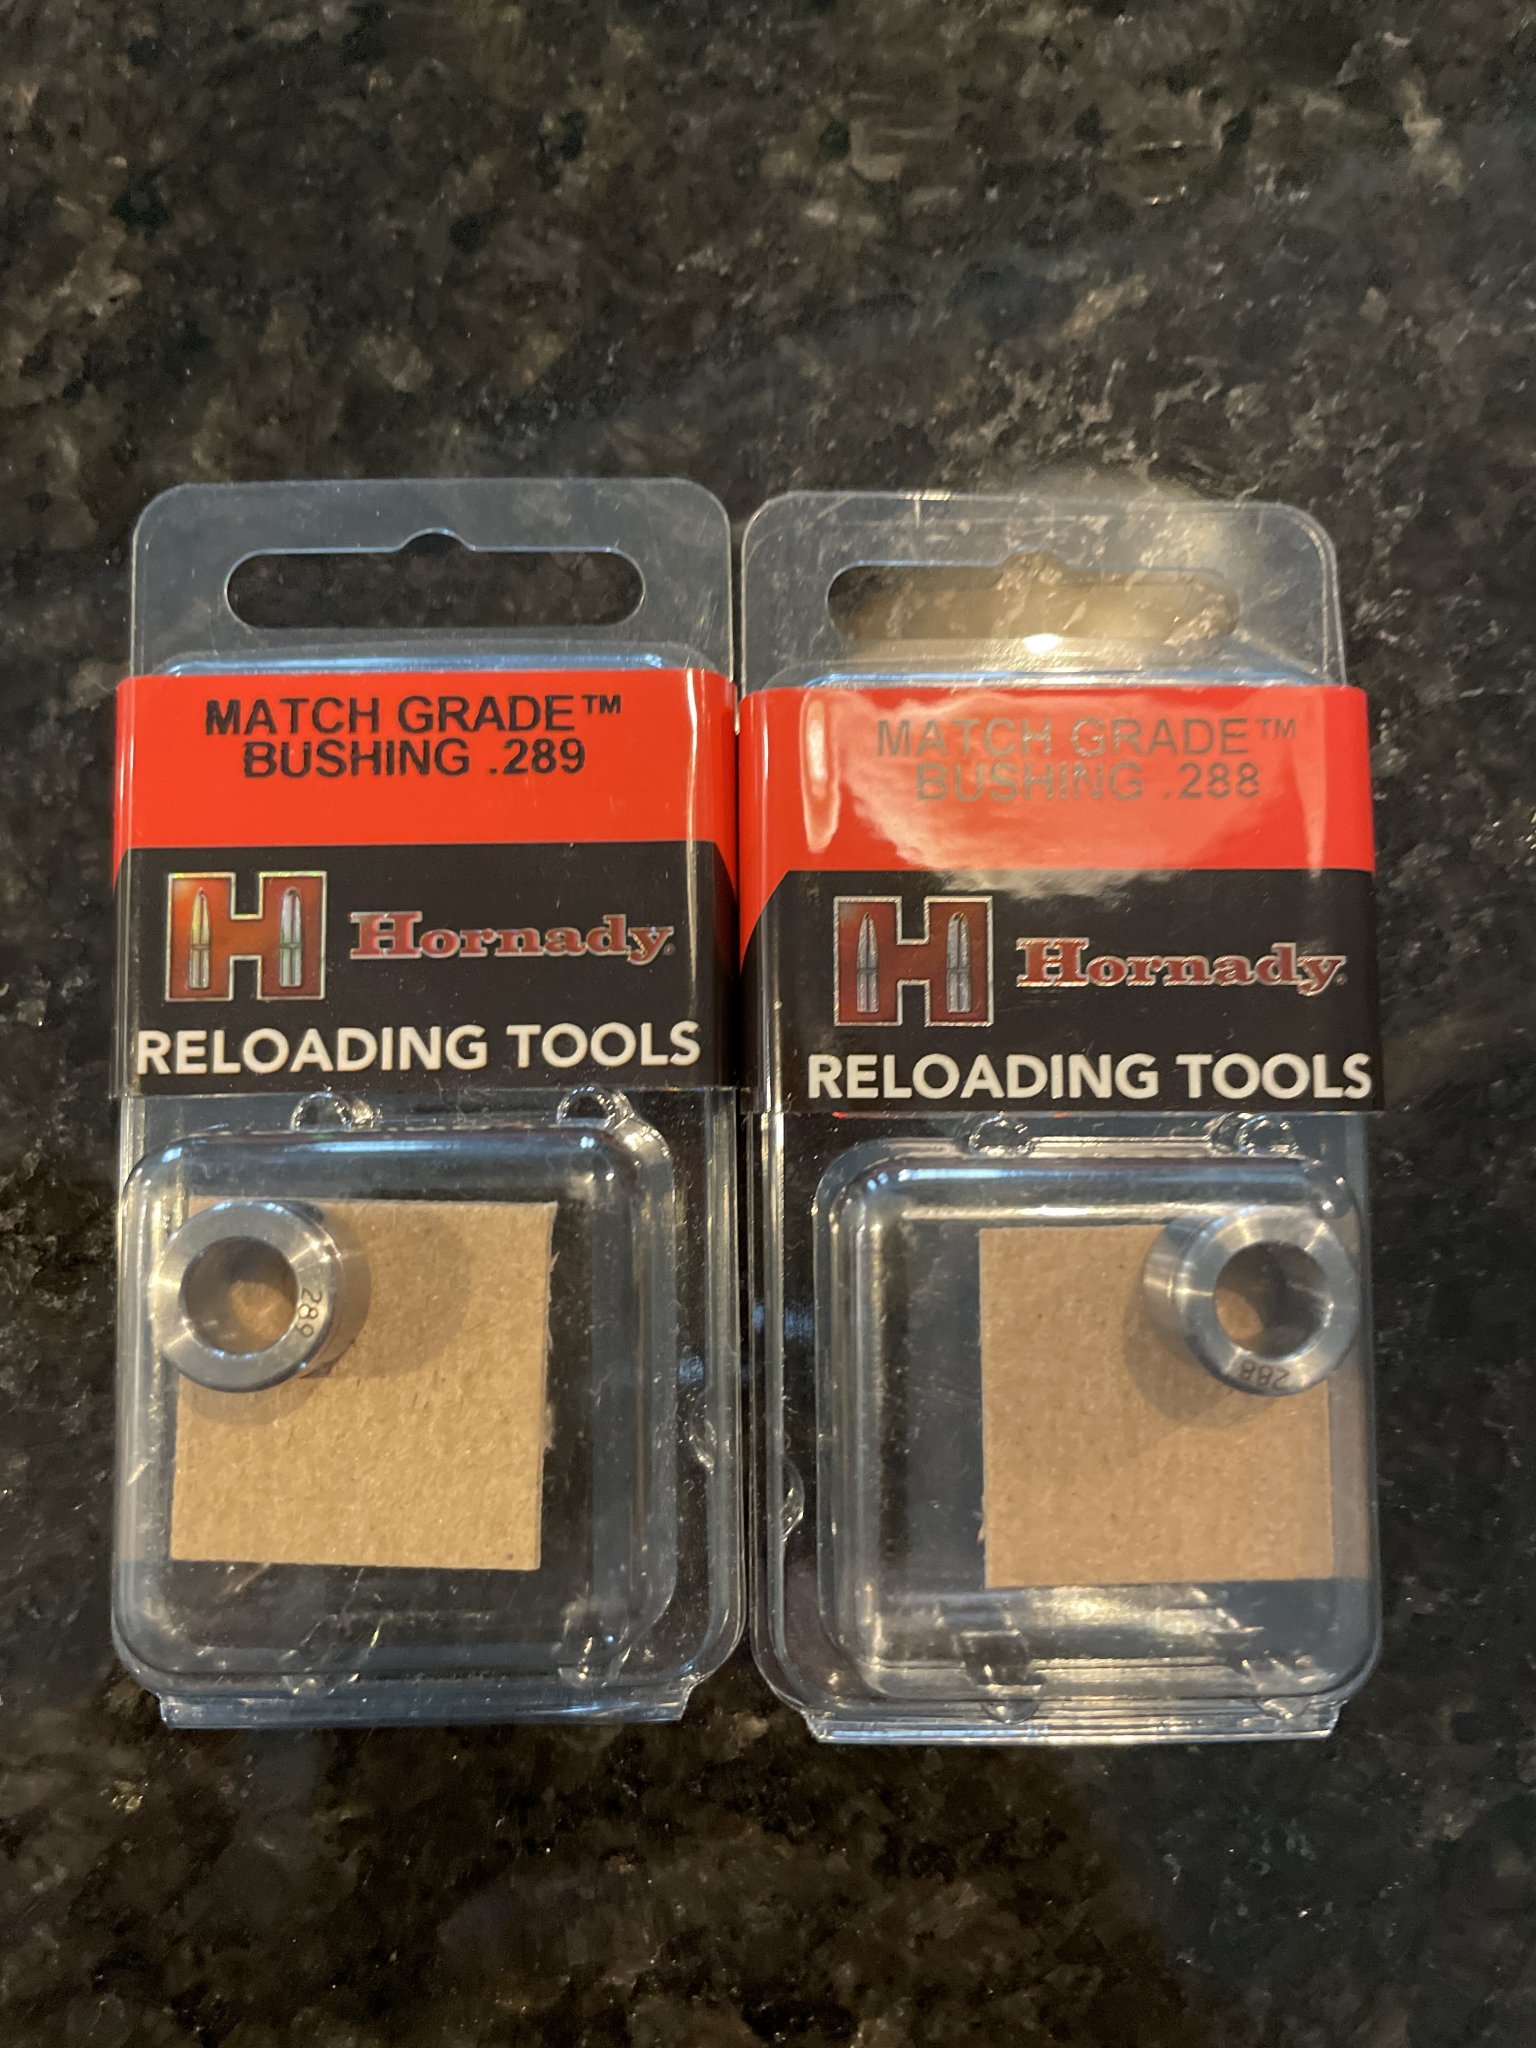 MATCH GRADE™
BUSHING .289
Hornady®
RELOADING TOOLS
289
MATCH GRADE™
BUSHING .288
Hornady®
RELOADING TOOLS
288